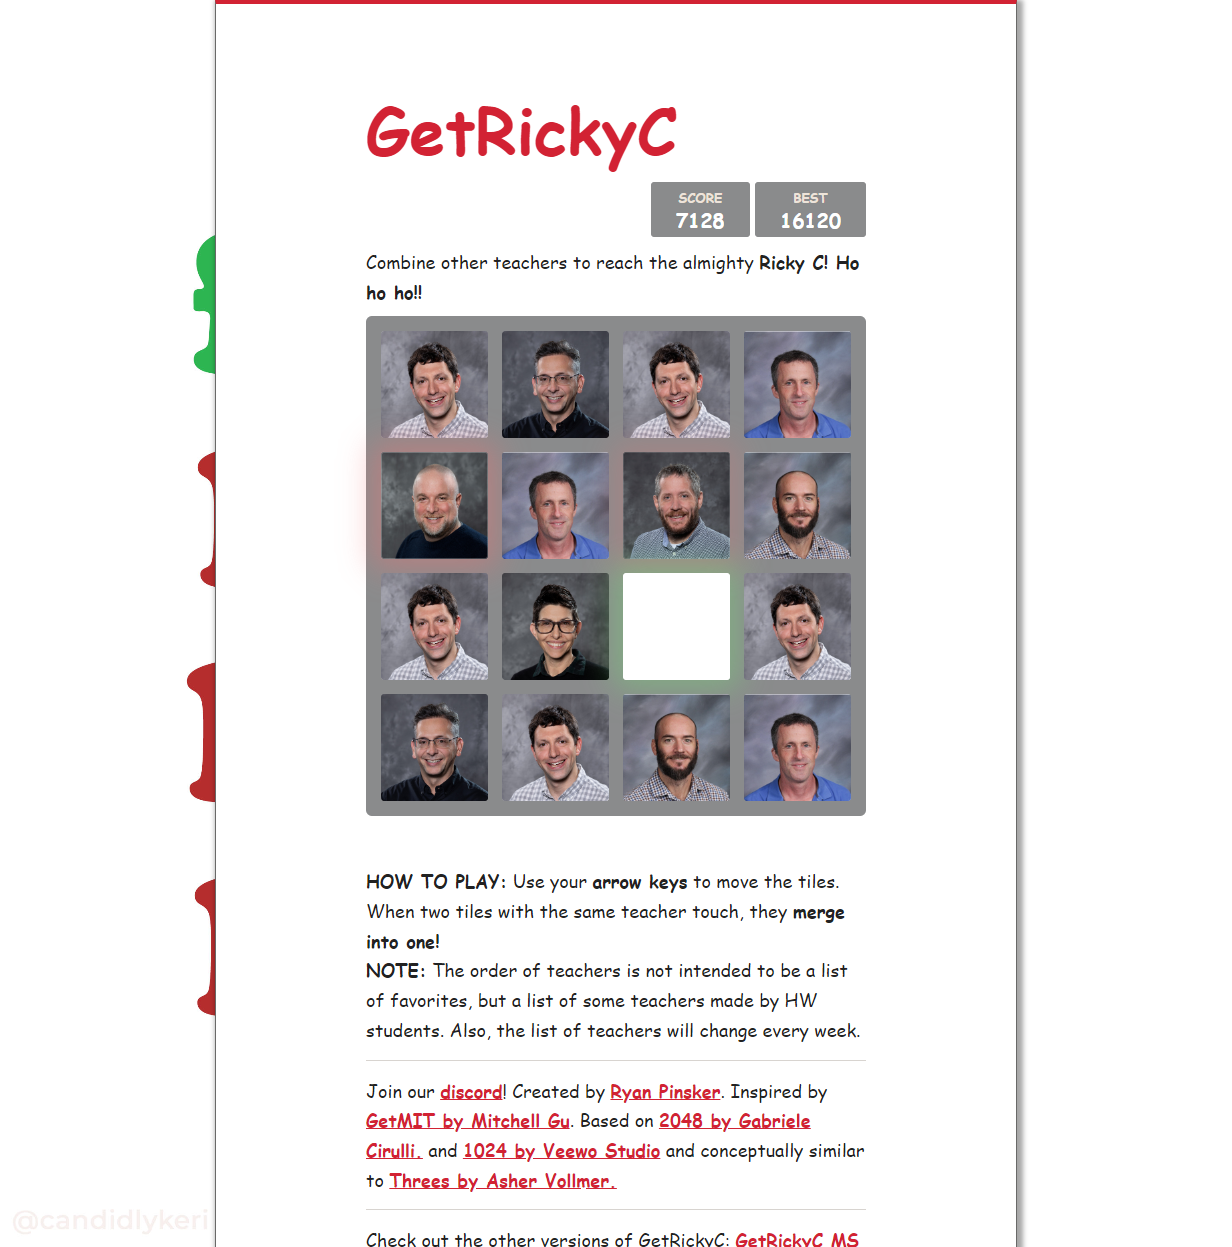 GetRickyC
SCORE
7128
BEST
16120
Combine other teachers to reach the almighty Ricky C! Ho
ho ho!!
HOW TO PLAY: Use your arrow keys to move the tiles.
When two tiles with the same teacher touch, they merge
into one!
NOTE: The order of teachers is not intended to be a list
of favorites, but a list of some teachers made by HW
students. Also, the list of teachers will change every week.
Join our discord! Created by Ryan Pinsker. Inspired by
GetMIT by Mitchell Gu. Based on 2048 by Gabriele
Cirulli. and 1024 by Veewo Studio and conceptually similar
to Threes by Asher Vollmer.
@candidlykeri
Check out the other versions of GetRickyC: GetRickyC MS